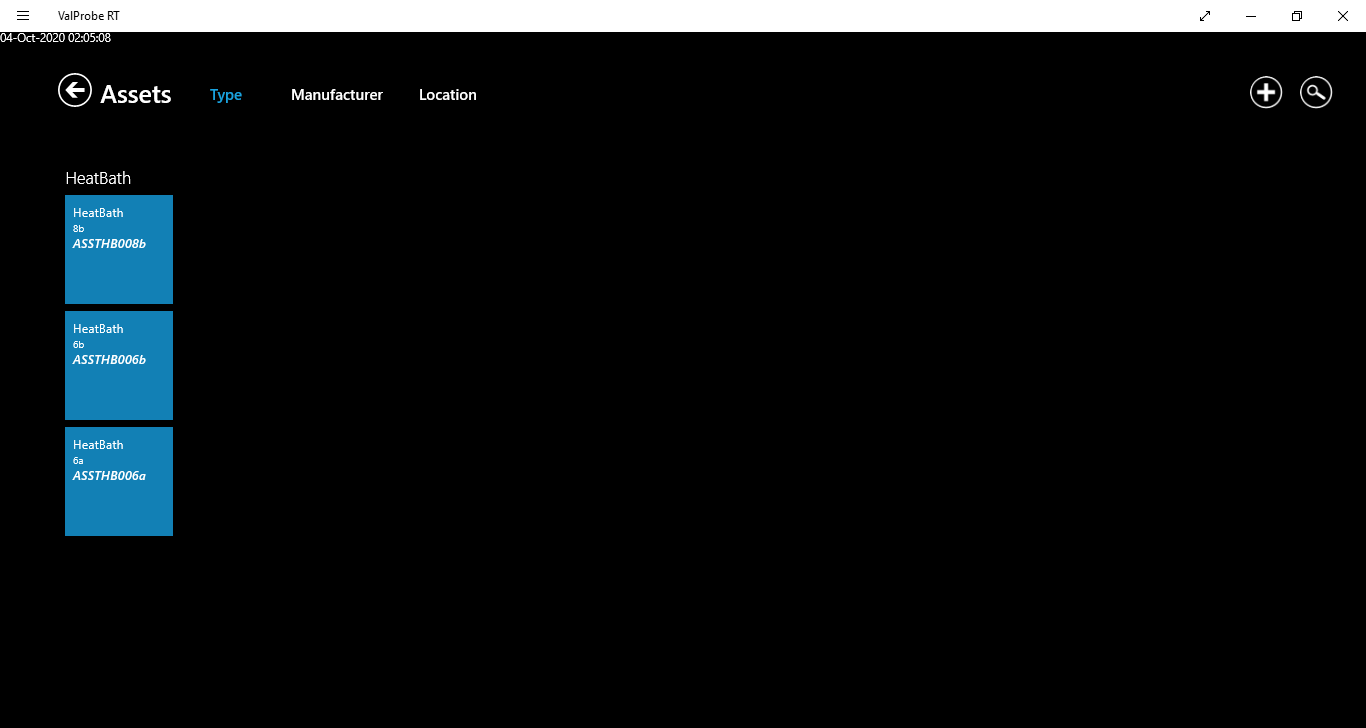 ValProbe RT
04-Oct-2020 02:05:08
Assets Type Manufacturer Location
HeatBath
HeatBath
8b
ASSTHB008b
HeatBath
6b
ASSTHB006b
HeatBath
6a
ASSTHB006a